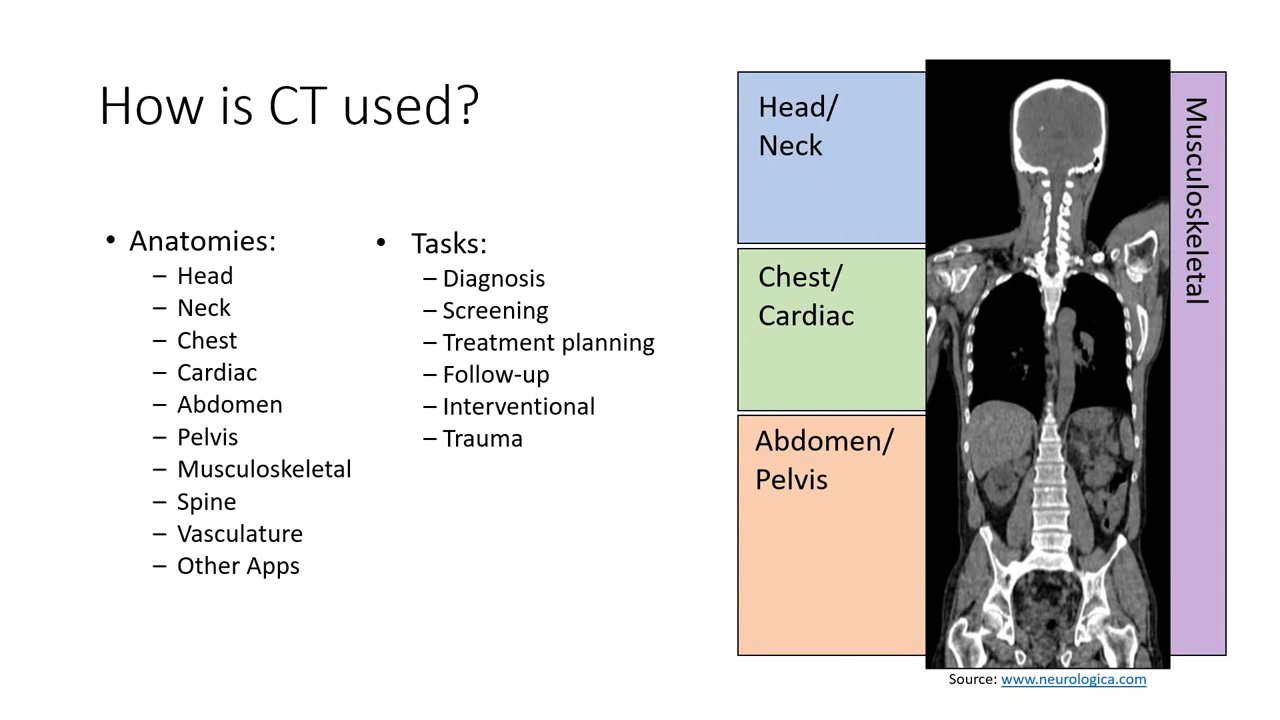 How is CT used?
• Anatomies:
– Head
– Neck
– Chest
– Cardiac
– Abdomen
– Pelvis
– Musculoskeletal
– Spine
– Vasculature
– Other Apps
• Tasks:
– Diagnosis
– Screening
– Treatment planning
– Follow-up
– Interventional
– Trauma
Head/
Neck
Chest/
Cardiac
Abdomen/
Pelvis
Musculoskeletal
Source: www.neurologica.com